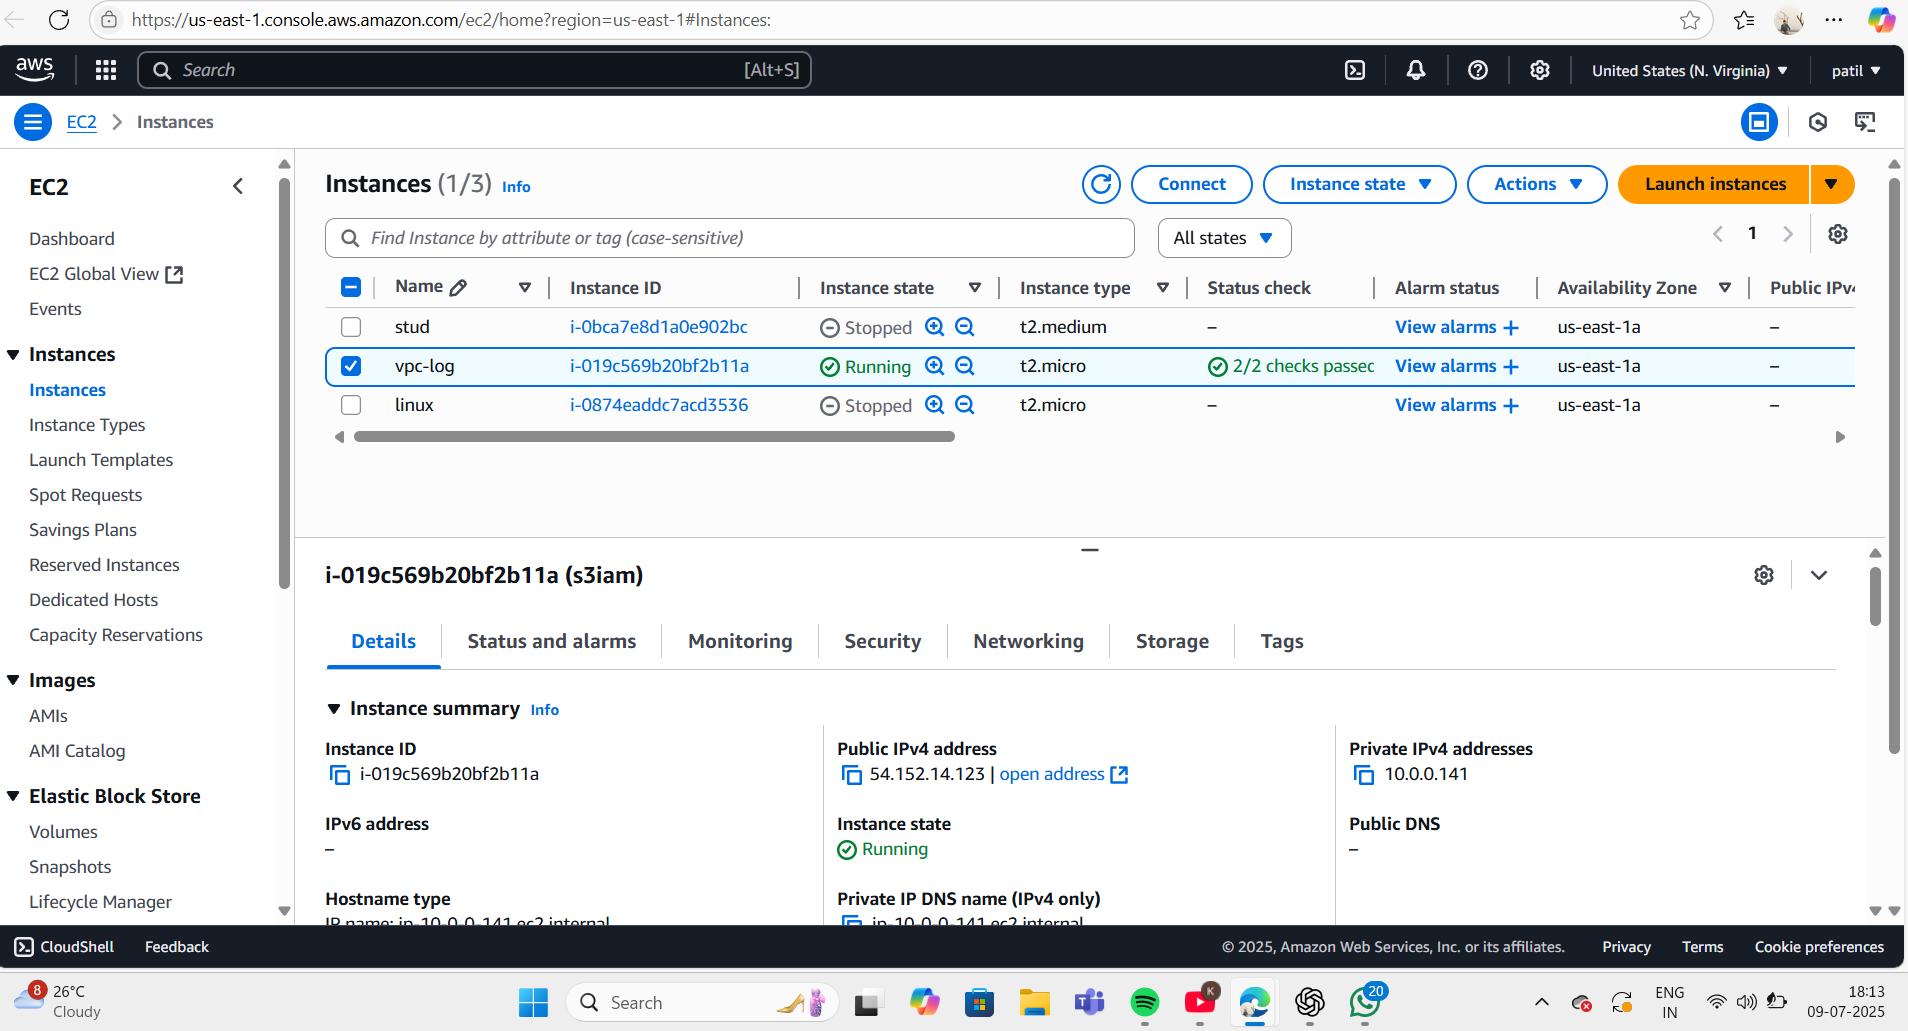 https://us-east-1.console.aws.amazon.com/ec2/home?region=us-east-1#Instances:
aws
Search
[Alt+S]
United States (N. Virginia)
patil
EC2
Instances
EC2
Dashboard
EC2 Global View
Events
Instances
Instances
Instance Types
Launch Templates
Spot Requests
Savings Plans
Reserved Instances
Dedicated Hosts
Capacity Reservations
Images
AMIs
AMI Catalog
Elastic Block Store
Volumes
Snapshots
Lifecycle Manager
Instances (1/3) Info
Connect
Instance state
Actions
Launch instances
Find Instance by attribute or tag (case-sensitive)
All states
1
Name Instance ID Instance state Instance type Status check Alarm status Availability Zone Public IPv4
stud i-0bca7e8d1a0e902bc Stopped t2.medium – View alarms + us-east-1a –
vpc-log i-019c569b20bf2b11a Running t2.micro 2/2 checks passec View alarms + us-east-1a –
linux i-0874eaddc7acd3536 Stopped t2.micro – View alarms + us-east-1a –
i-019c569b20bf2b11a (s3iam)
Details
Status and alarms
Monitoring
Security
Networking
Storage
Tags
Instance summary Info
Instance ID
i-019c569b20bf2b11a
Public IPv4 address
54.152.14.123 | open address
Private IPv4 addresses
10.0.0.141
IPv6 address
–
Instance state
Running
Public DNS
–
Hostname type
IP name: ip-10-0-0-141.ec2.internal
Private IP DNS name (IPv4 only)
ip-10-0-0-141.ec2.internal
CloudShell
Feedback
© 2025, Amazon Web Services, Inc. or its affiliates.
Privacy
Terms
Cookie preferences
8
26°C
Cloudy
Search
K
20
ENG
IN
18:13
09-07-2025